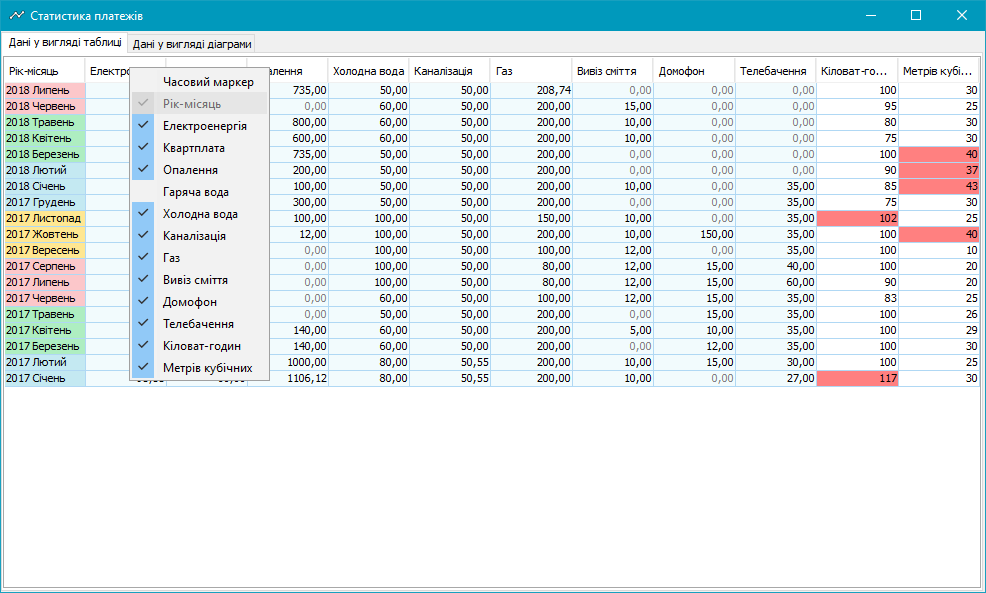 Статистика платежів
Дані у вигляді таблиці Дані у вигляді діаграми
Рік-місяць Електро Холодна вода Каналізація Газ Вивіз сміття Домофон Телебачення Кіловат-го... Метрів кубі...
Часовий маркер
2018 Липень 735,00 50,00 50,00 208,74 0,00 0,00 0,00 100 30
Рік-місяць
2018 Червень 0,00 60,00 50,00 200,00 15,00 0,00 0,00 95 25
Електроенергія
2018 Травень 800,00 60,00 50,00 200,00 10,00 0,00 0,00 80 30
2018 Квітень 600,00 60,00 50,00 200,00 10,00 0,00 0,00 75 30
Квартплата
2018 Березень 735,00 50,00 50,00 200,00 0,00 0,00 0,00 100 40
Опалення
2018 Лютий 200,00 50,00 50,00 200,00 0,00 0,00 0,00 90 37
2018 Січень 100,00 50,00 50,00 200,00 10,00 0,00 35,00 85 43
Гаряча вода
2017 Грудень 300,00 50,00 50,00 200,00 0,00 0,00 35,00 75 30
Холодна вода
2017 Листопад 100,00 100,00 50,00 150,00 10,00 0,00 35,00 102 25
2017 Жовтень 12,00 100,00 50,00 200,00 10,00 150,00 35,00 100 40
Каналізація
2017 Вересень 0,00 100,00 50,00 100,00 12,00 0,00 35,00 100 10
Газ
2017 Серпень 0,00 100,00 50,00 80,00 12,00 15,00 40,00 100 20
2017 Липень 0,00 100,00 50,00 80,00 12,00 15,00 60,00 90 20
Вивіз сміття
2017 Червень 0,00 60,00 50,00 100,00 12,00 15,00 35,00 83 25
Домофон
2017 Травень 0,00 50,00 50,00 200,00 0,00 15,00 35,00 100 26
Телебачення
2017 Квітень 140,00 60,00 50,00 200,00 5,00 10,00 35,00 100 29
2017 Березень 140,00 60,00 50,00 200,00 0,00 12,00 35,00 100 30
Кіловат-годин
2017 Лютий 1000,00 80,00 50,55 200,00 10,00 15,00 30,00 100 25
Метрів кубічних
2017 Січень 1106,12 80,00 50,55 200,00 10,00 0,00 27,00 117 30